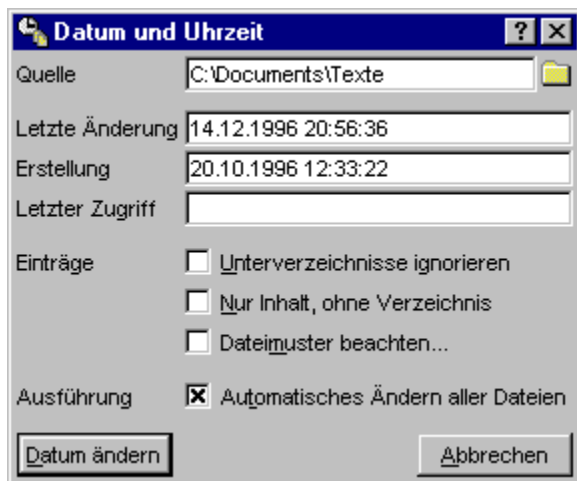 Datum und Uhrzeit
Quelle C:\Documents\Texte
Letzte Änderung 14.12.1996 20:56:36
Erstellung 20.10.1996 12:33:22
Letzter Zugriff
Einträge Unterverzeichnisse ignorieren
Nur Inhalt, ohne Verzeichnis
Dateimuster beachten...
Ausführung Automatisches Ändern aller Dateien
Datum ändern Abbrechen